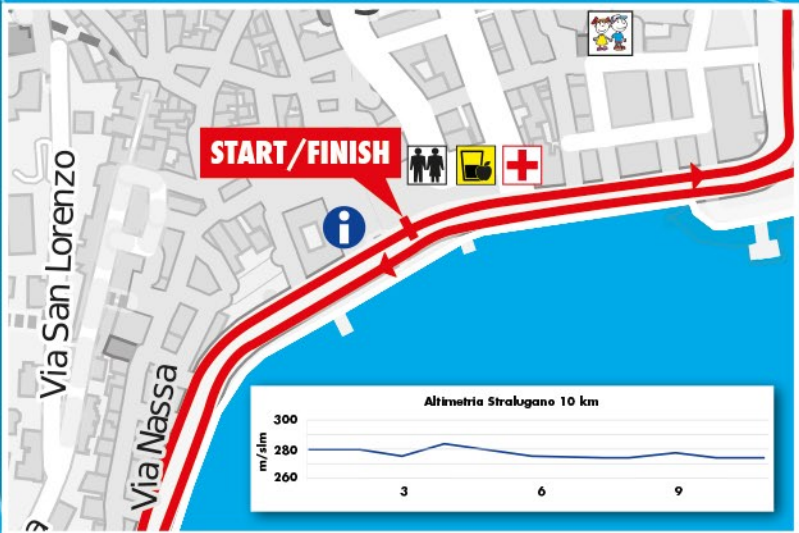 START/FINISH
i
Via San Lorenzo
Via Nassa
Altimetria Stralugano 10 km
m/slm
300
280
260
3
6
9